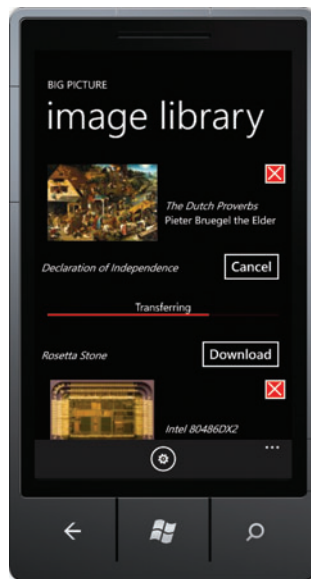 BIG PICTURE
image library
The Dutch Proverbs
Pieter Bruegel the Elder
Declaration of Independence
Cancel
Transferring
Rosetta Stone
Download
Intel 80486DX2